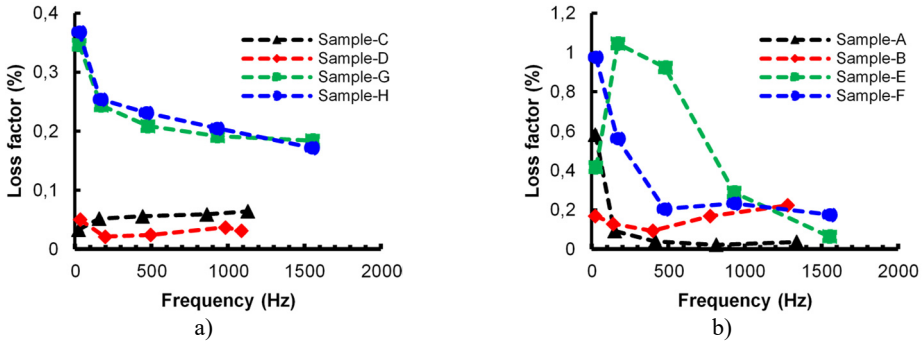 0,4
0,3
0,2
0,1
0
Loss factor (%)
Sample-C
Sample-D
Sample-G
Sample-H
0 500 1000 1500 2000
Frequency (Hz)
a)
1,2
1
0,8
0,6
0,4
0,2
0
Loss factor (%)
Sample-A
Sample-B
Sample-E
Sample-F
0 500 1000 1500 2000
Frequency (Hz)
b)